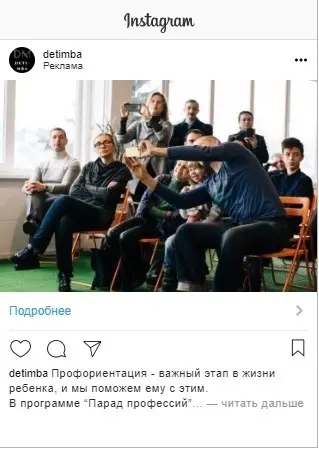 Instagram
DM
DETI
MBA
detimba
Реклама
Подробнее
detimba Профориентация - важный этап в жизни
ребенка, и мы поможем ему с этим.
В программе “Парад профессий”... — читать дальше